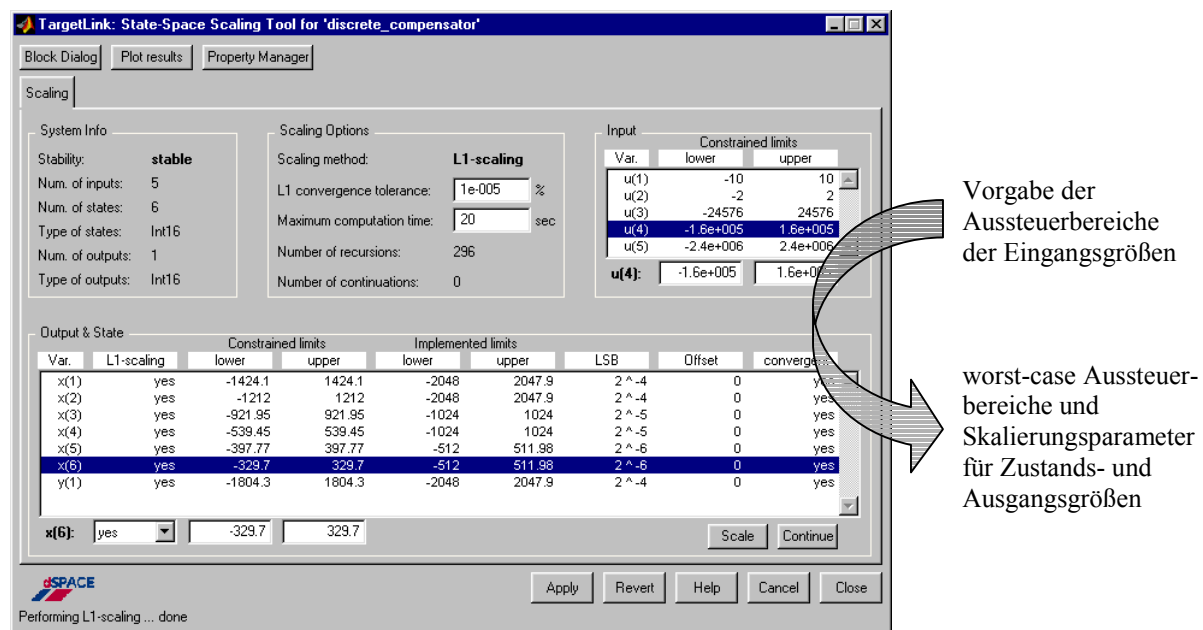 TargetLink: State-Space Scaling Tool for 'discrete_compensator'
Block Dialog Plot results Property Manager
Scaling
System Info
Stability: stable
Num. of inputs: 5
Num. of states: 6
Type of states: Int16
Num. of outputs: 1
Type of outputs: Int16
Scaling Options
Scaling method: L1-scaling
L1 convergence tolerance: 1e-005 %
Maximum computation time: 20 sec
Number of recursions: 296
Number of continuations: 0
Input
Constrained limits
Var. lower upper
u(1) -10 10
u(2) -2 2
u(3) -24576 24576
u(4) -1.6e+005 1.6e+005
u(5) -2.4e+006 2.4e+006
u(4): -1.6e+005
Vorgabe der
Aussteuerbereiche
der Eingangsgrößen
Output & State
Constrained limits Implemented limits
Var. L1-scaling lower upper lower upper LSB Offset
x(1) yes -1424.1 1424.1 -2048 2047.9 2^-4 0 yes
x(2) yes -1212 1212 -2048 2047.9 2^-4 0 yes
x(3) yes -921.95 921.95 -1024 1024 2^-5 0 yes
x(4) yes -539.45 539.45 -1024 1024 2^-5 0 yes
x(5) yes -397.77 397.77 -512 511.98 2^-6 0 yes
x(6) yes -329.7 329.7 -512 511.98 2^-6 0 yes
y(1) yes -1804.3 1804.3 -2048 2047.9 2^-4 0 yes
x(6): yes -329.7 329.7
Scale Continue
worst-case Aussteuer-
bereiche und
Skalierungsparameter
für Zustands- und
Ausgangsgrößen
dSPACE
Apply Revert Help Cancel Close
Performing L1-scaling ... done